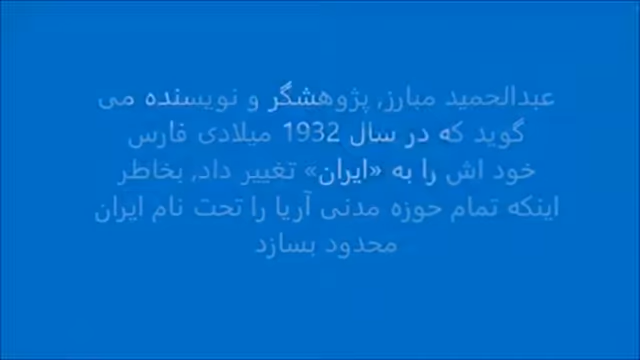 عبدالحمید مبارز, پژوهشگر و نویسنده می
گوید که در سال 1932 میلادی فارس
خود اش را به «ایران» تغییر داد, بخاطر
اینکه تمام حوزه مدنی آریا را تحت نام ایران
محدود بسازد